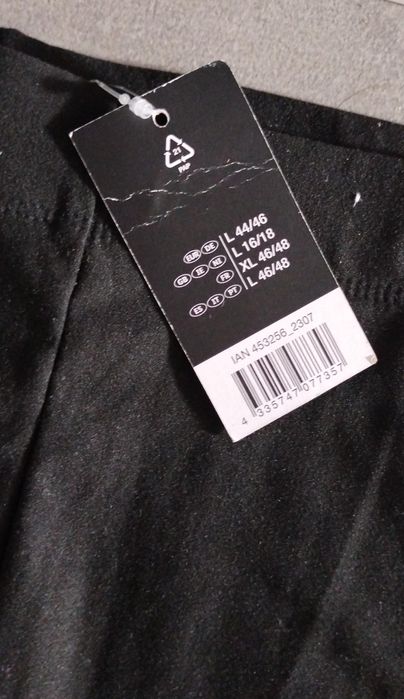 21
PAP
EUR DE L 44/46
GB IE NI L 16/18
FR XL 46/48
ES IT PT L 46/48
IAN 453256_2307
4 335747 077357